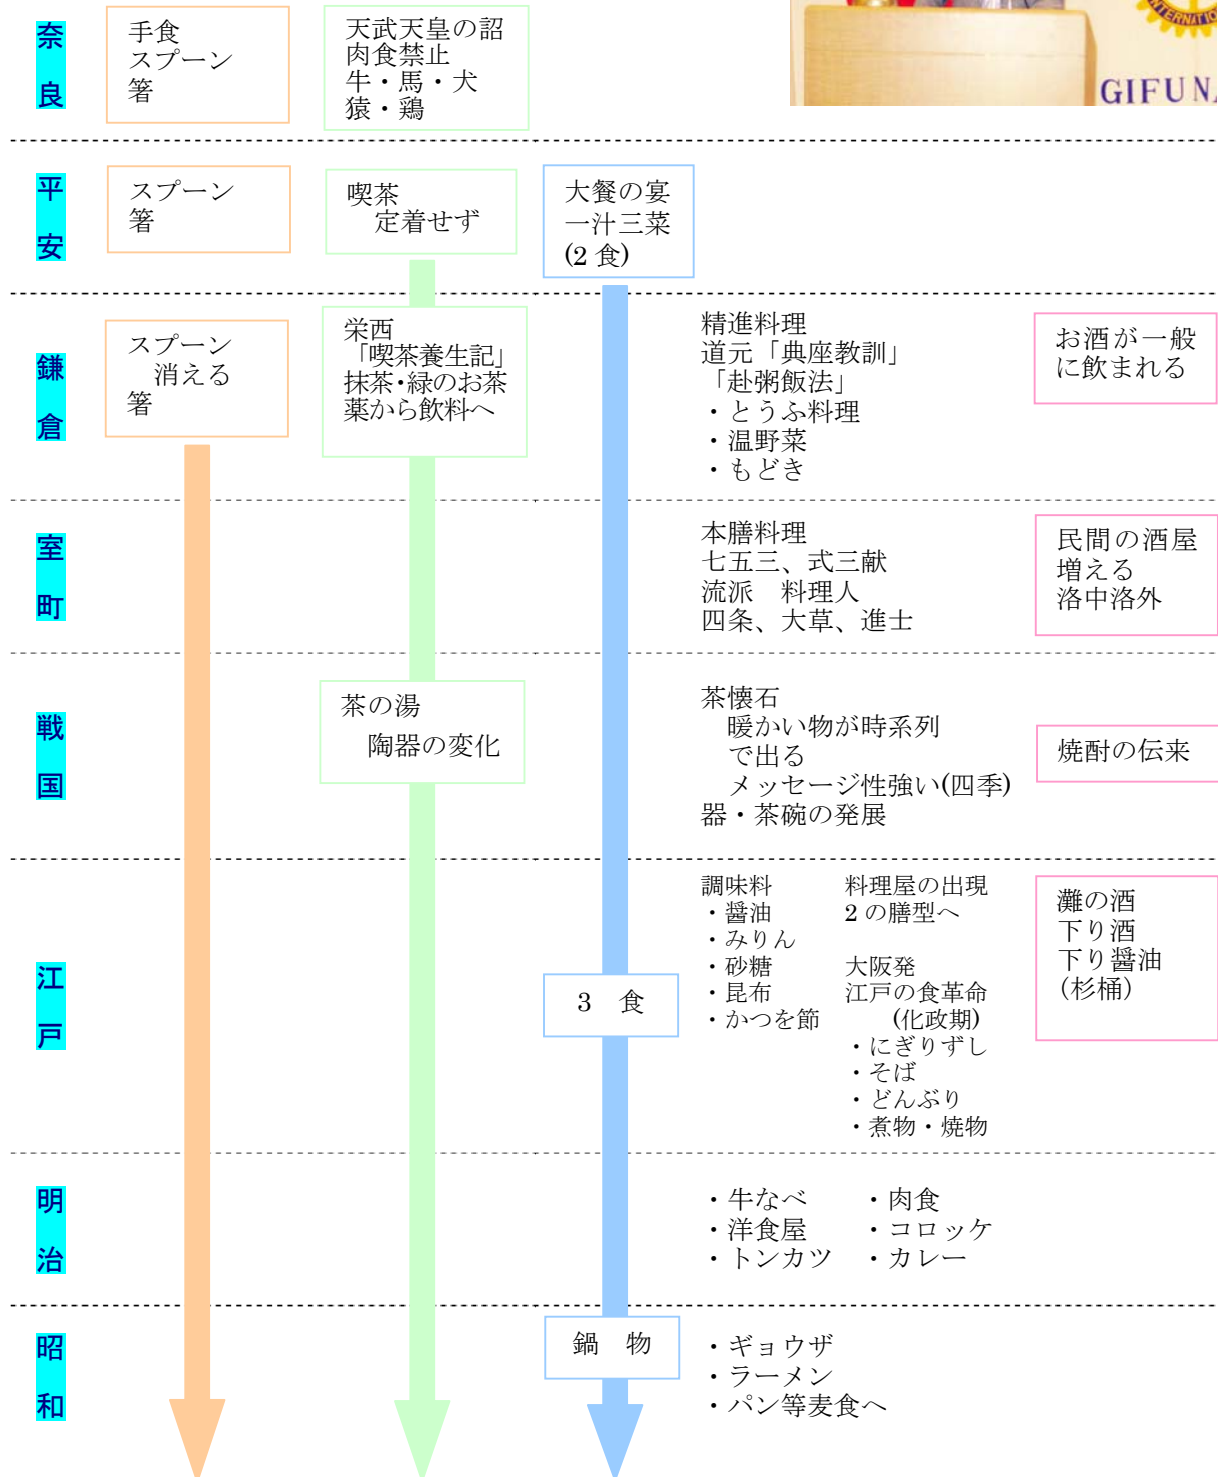 奈良
手食
スプーン
箸
天武天皇の詔
肉食禁止
牛・馬・犬
猿・鶏
INTERNATIO
GIFU NA
平安
スプーン
箸
喫茶
定着せず
大餐の宴
一汁三菜
(2 食)
鎌倉
スプーン
消える
箸
栄西
「喫茶養生記」
抹茶・緑のお茶
薬から飲料へ
精進料理
道元「典座教訓」
「赴粥飯法」
・とうふ料理
・温野菜
・もどき
お酒が一般
に飲まれる
室町
本膳料理
七五三、式三献
流派 料理人
四条、大草、進士
民間の酒屋
増える
洛中洛外
戦国
茶の湯
陶器の変化
茶懐石
暖かい物が時系列
で出る
メッセージ性強い(四季)
器・茶碗の発展
焼酎の伝来
江戸
3 食
調味料
・醤油
・みりん
・砂糖
・昆布
・かつを節
料理屋の出現
2 の膳型へ
大阪発
江戸の食革命
(化政期)
・にぎりずし
・そば
・どんぶり
・煮物・焼物
灘の酒
下り酒
下り醤油
(杉桶)
明治
・牛なべ
・洋食屋
・トンカツ
・肉食
・コロッケ
・カレー
昭和
鍋 物
・ギョウザ
・ラーメン
・パン等麦食へ